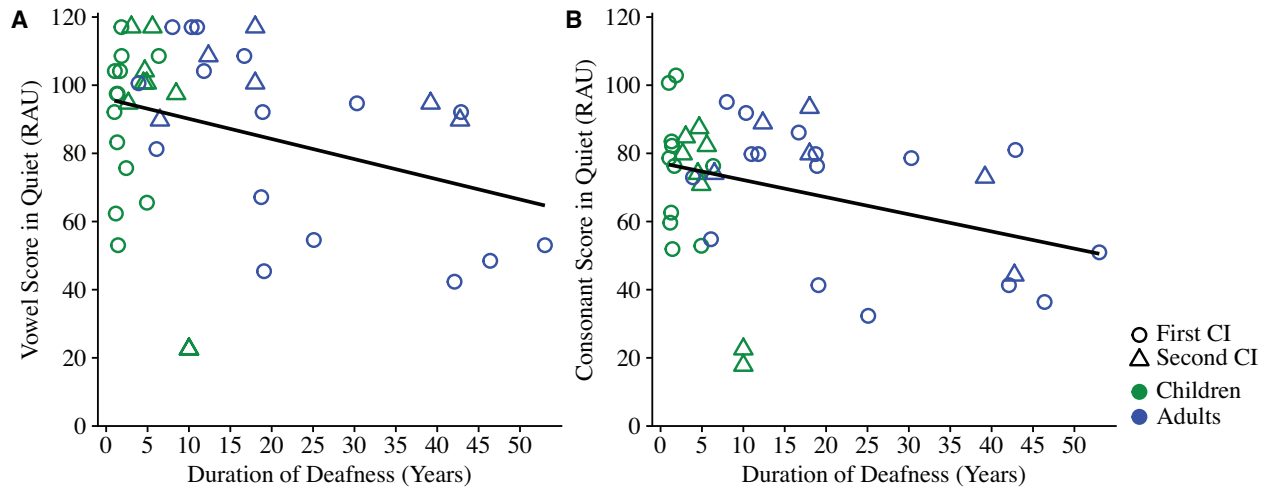 A
Vowel Score in Quiet (RAU)
120
100
80
60
40
20
0
0 5 10 15 20 25 30 35 40 45 50
Duration of Deafness (Years)
B
Consonant Score in Quiet (RAU)
120
100
80
60
40
20
0
0 5 10 15 20 25 30 35 40 45 50
Duration of Deafness (Years)
First CI
Second CI
Children
Adults